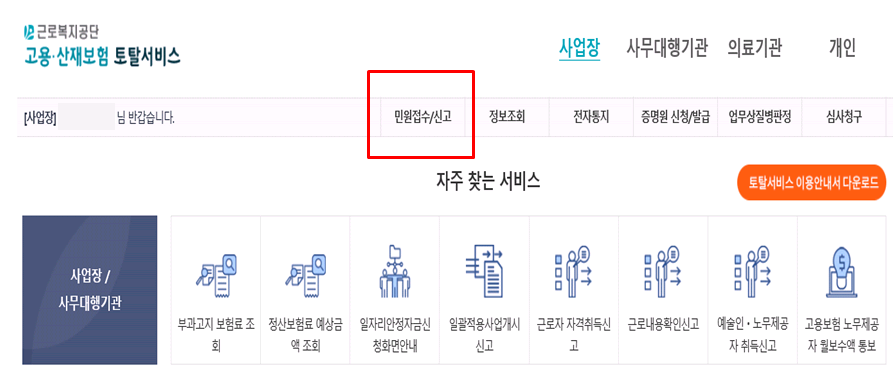 근로복지공단
고용·산재보험 토탈서비스
사업장 사무대행기관 의료기관 개인
[사업장] 님 반갑습니다. 민원접수/신고 정보조회 전자통지 증명원 신청/발급 업무상질병판정 심사청구
자주 찾는 서비스
토탈서비스 이용안내서 다운로드
사업장 /
사무대행기관
부과고지 보험료 조
회
정산보험료 예상금
액 조회
일자리안정자금신
청화면안내
일괄적용사업개시
신고
근로자 자격취득신
고
근로내용확인신고
예술인·노무제공
자 취득신고
고용보험 노무제공
자 월보수액 통보